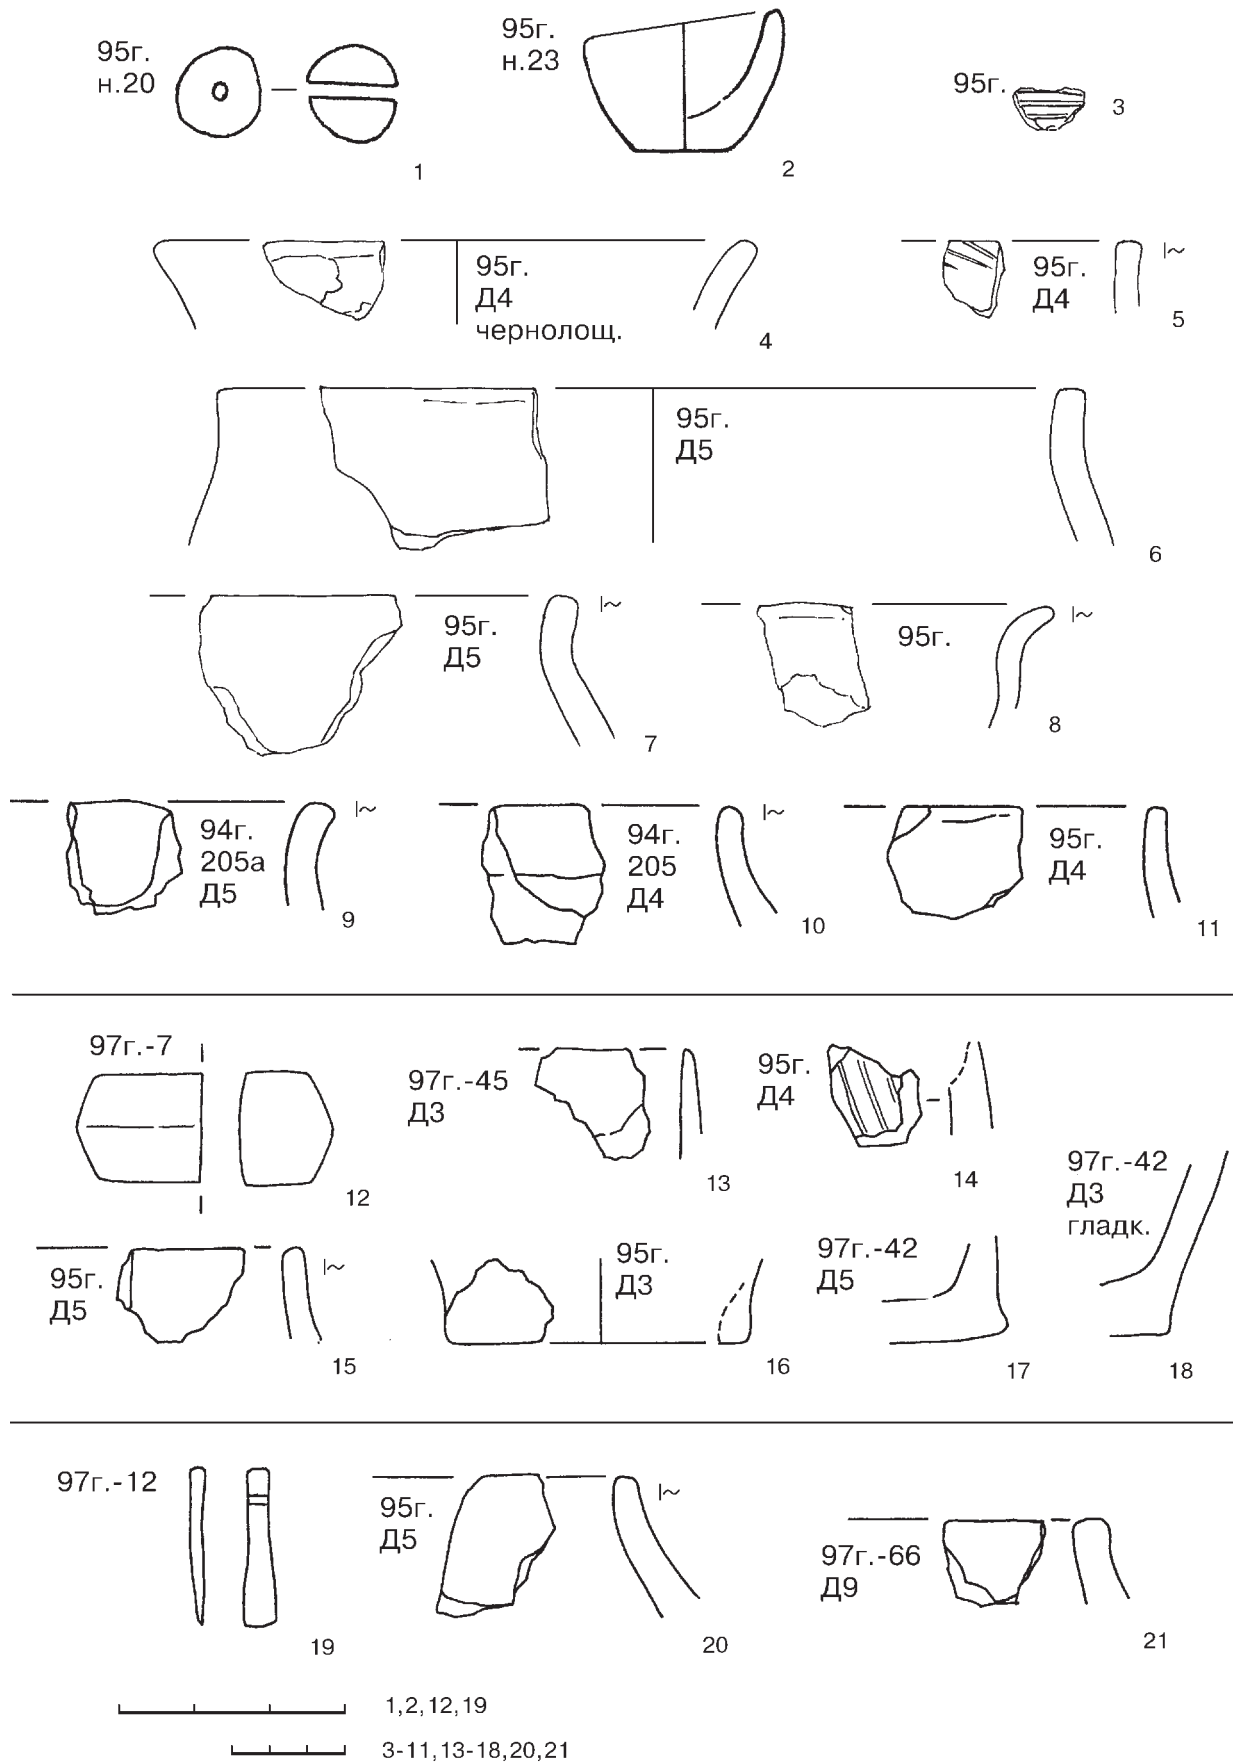 95г.
н.20
1
95г.
н.23
2
95г.
3
95г.
Д4
чернолощ.
4
95г.
Д4
5
95г.
Д5
6
95г.
Д5
7
95г.
8
94г.
205а
Д5
9
94г.
205
Д4
10
95г.
Д4
11
97г.-7
12
97г.-45
Д3
13
95г.
Д4
14
95г.
Д5
15
95г.
Д3
16
97г.-42
Д5
17
97г.-42
Д3
гладк.
18
97г.-12
19
95г.
Д5
20
97г.-66
Д9
21
1,2,12,19
3-11,13-18,20,21